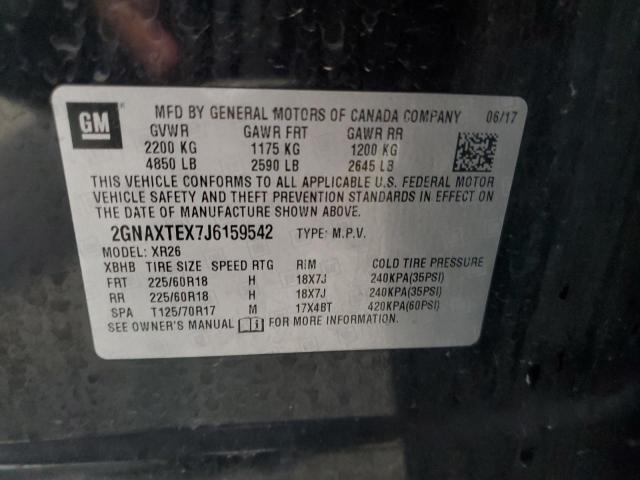 GM
MFD BY GENERAL MOTORS OF CANADA COMPANY 06/17
GVWR GAWR FRT GAWR RR
2200 KG 1175 KG 1200 KG
4850 LB 2590 LB 2645 LB
THIS VEHICLE CONFORMS TO ALL APPLICABLE U.S. FEDERAL MOTOR
VEHICLE SAFETY AND THEFT PREVENTION STANDARDS IN EFFECT ON
THE DATE OF MANUFACTURE SHOWN ABOVE.
2GNAXTEX7J6159542 TYPE: M.P.V.
MODEL: XR26
XBHB TIRE SIZE SPEED RTG RIM COLD TIRE PRESSURE
FRT 225/60R18 H 18X7J 240KPA(35PSI)
RR 225/60R18 H 18X7J 240KPA(35PSI)
SPA T125/70R17 M 17X4BT 420KPA(60PSI)
SEE OWNER'S MANUAL FOR MORE INFORMATION.